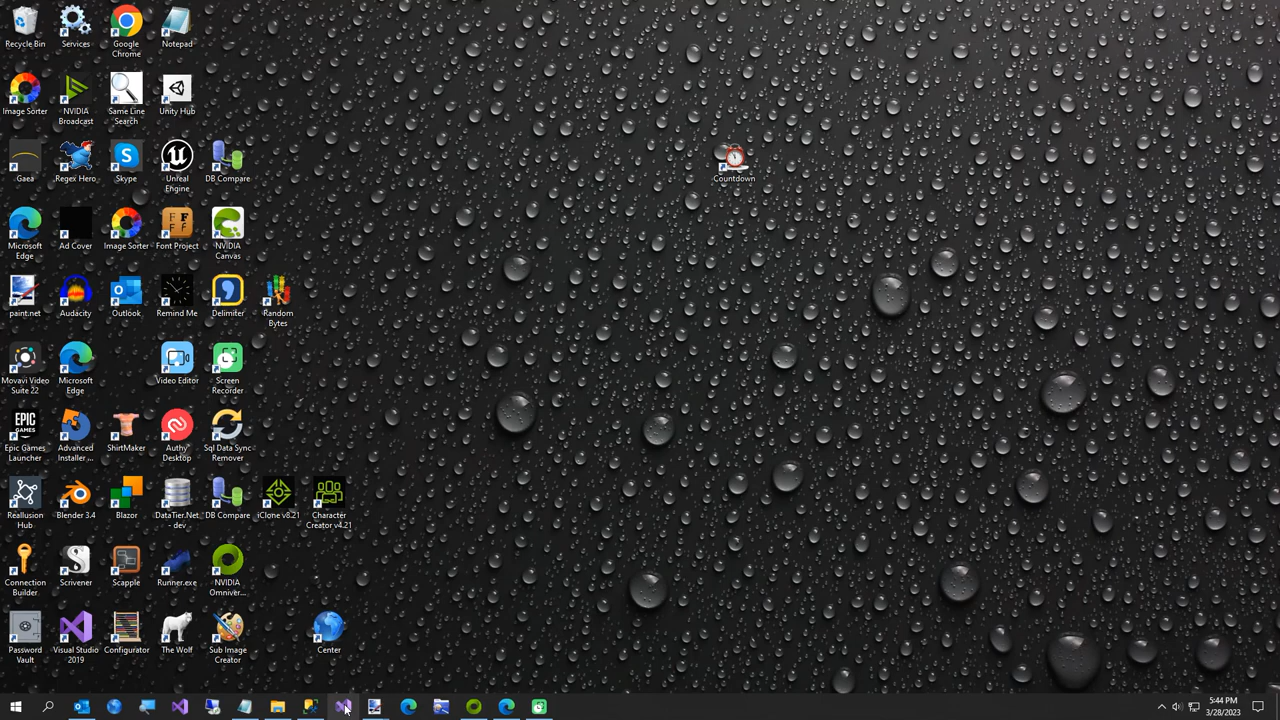 Recycle Bin
Services
Google
Chrome
Notepad
Image Sorter
NVIDIA
Broadcast
Same Line
Search
Unity Hub
Gaea
Regex Hero
Skype
Unreal
Engine
DB Compare
Countdown
Microsoft
Edge
Ad Cover
Image Sorter
Font Project
NVIDIA
Canvas
paint.net
Audacity
Outlook
Remind Me
Delimiter
Random
Bytes
Movavi Video
Suite 22
Microsoft
Edge
Video Editor
Screen
Recorder
EPIC
GAMES
Epic Games
Launcher
Advanced
Installer ...
ShirtMaker
Authy
Desktop
Sql Data Sync
Remover
Reallusion
Hub
Blender 3.4
Blazor
DataTier.Net
- dev
DB Compare
iClone v8.21
Character
Creator v4.21
Connection
Builder
Scrivener
Scapple
Runner.exe
NVIDIA
Omniver...
Password
Vault
Visual Studio
2019
Configurator
The Wolf
Sub Image
Creator
Center
5:44 PM
3/28/2023